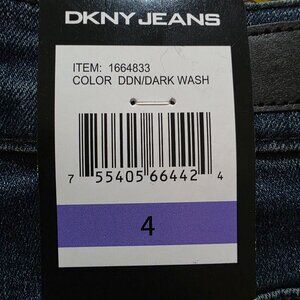 DKNY JEANS
ITEM: 1664833
COLOR DDN/DARK WASH
7 55405 66442 4
4